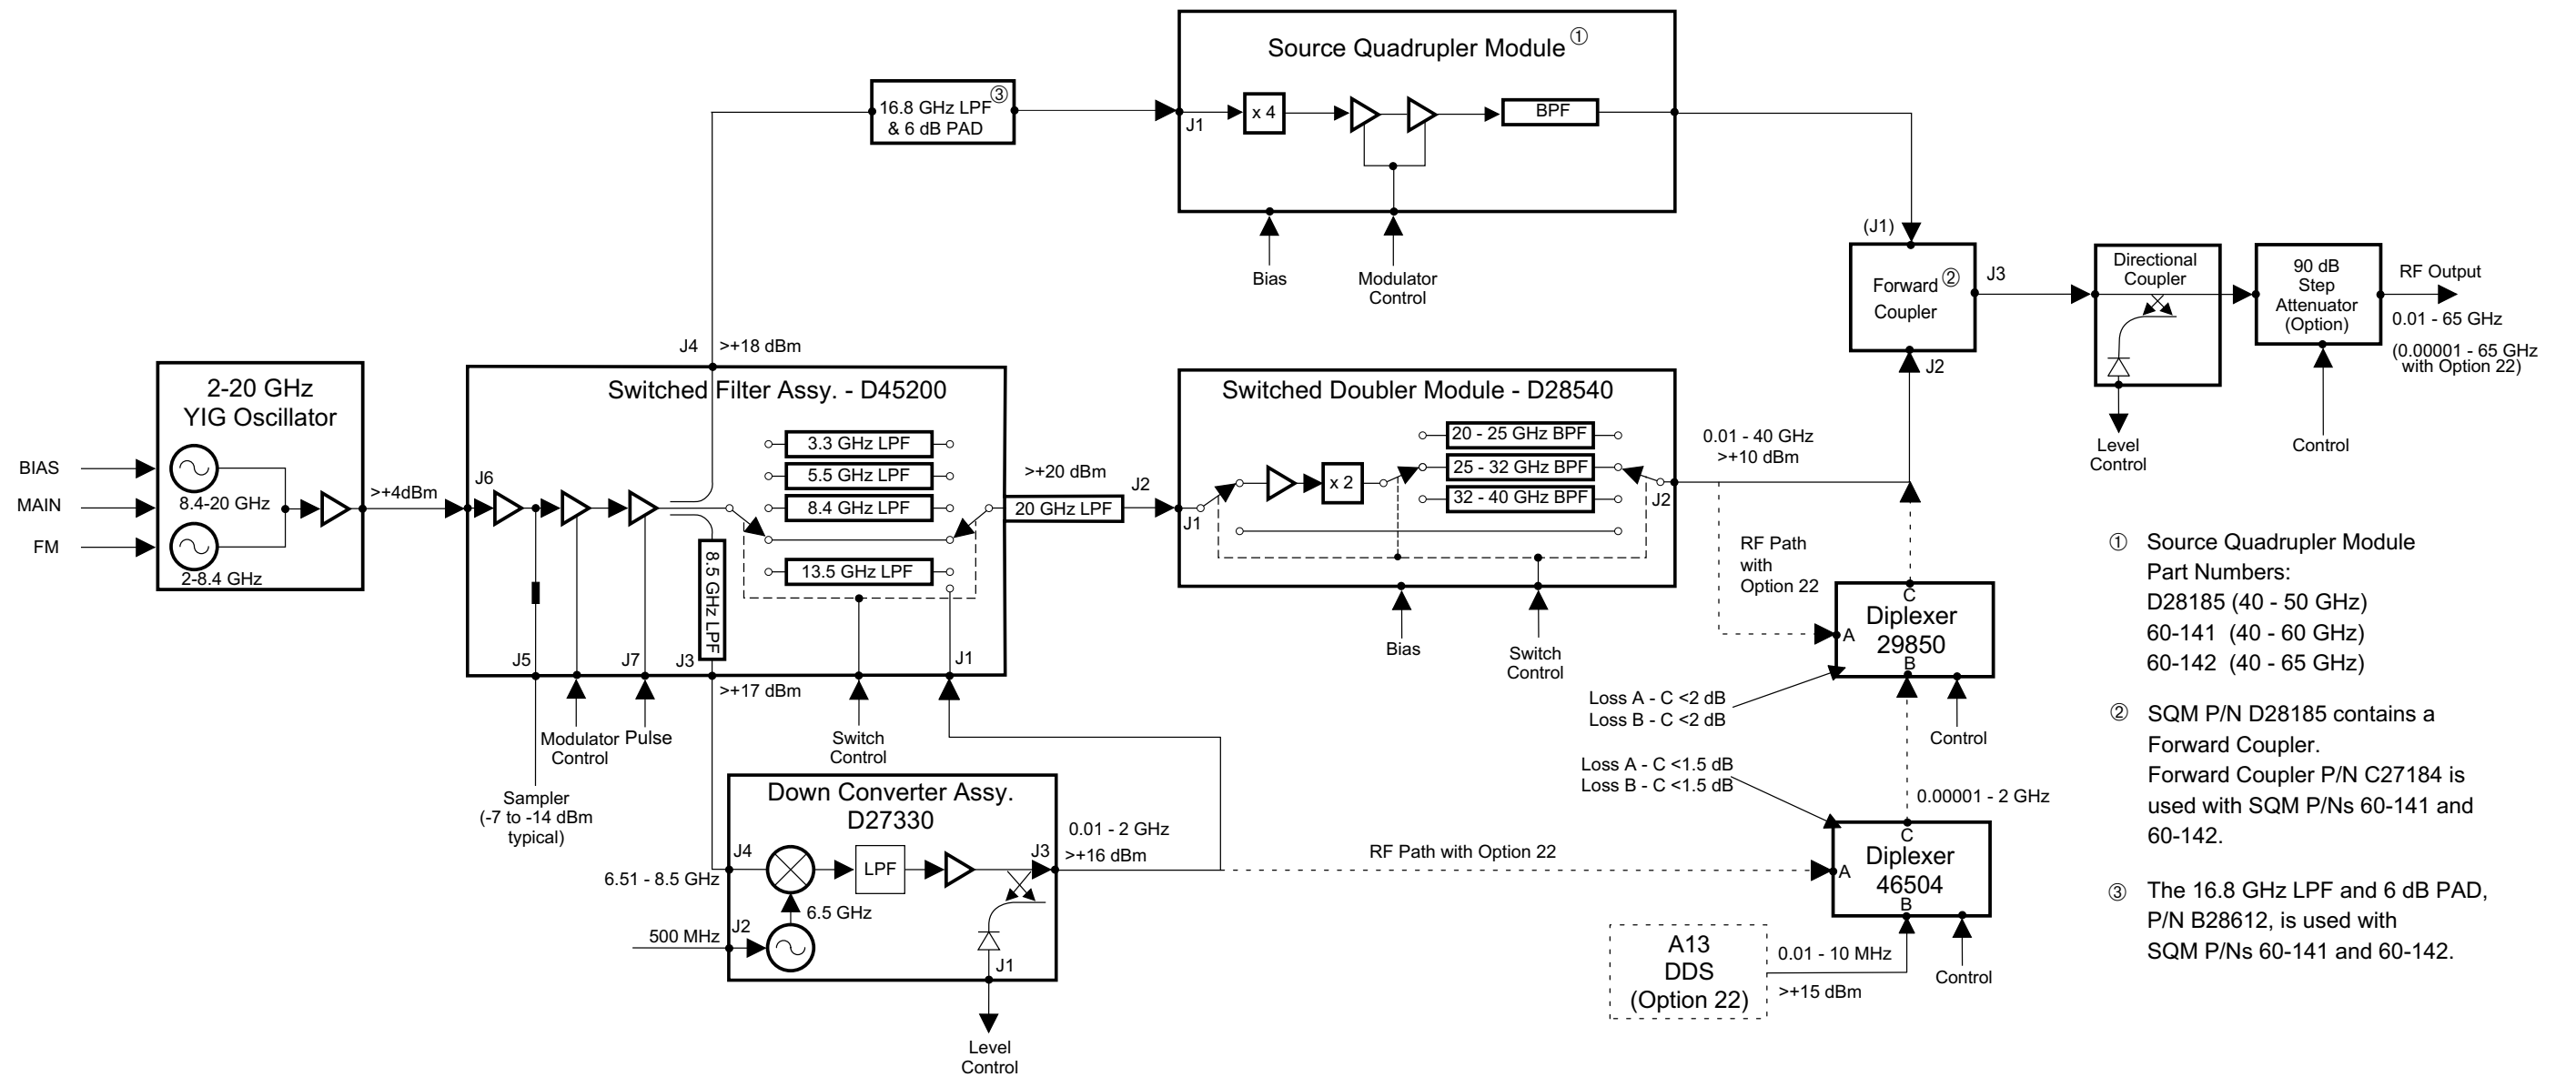 Source Quadrupler Module ①
16.8 GHz LPF ③
& 6 dB PAD
J1
x 4
BPF
Bias
Modulator
Control
(J1)
Forward ②
Coupler
J3
J2
Directional
Coupler
Level
Control
90 dB
Step
Attenuator
(Option)
Control
RF Output
0.01 - 65 GHz
(0.00001 - 65 GHz
with Option 22)
2-20 GHz
YIG Oscillator
8.4-20 GHz
2-8.4 GHz
BIAS
MAIN
FM
>+4dBm
J4
>+18 dBm
Switched Filter Assy. - D45200
J6
3.3 GHz LPF
5.5 GHz LPF
8.4 GHz LPF
13.5 GHz LPF
8.5 GHz LPF
20 GHz LPF
>+20 dBm
J2
J5
J7
J3
J1
>+17 dBm
Modulator
Control
Pulse
Switch
Control
Sampler
(-7 to -14 dBm
typical)
Switched Doubler Module - D28540
J1
x 2
20 - 25 GHz BPF
25 - 32 GHz BPF
32 - 40 GHz BPF
J2
Bias
Switch
Control
0.01 - 40 GHz
>+10 dBm
RF Path
with
Option 22
C
Diplexer
29850
A
B
Loss A - C <2 dB
Loss B - C <2 dB
Control
Loss A - C <1.5 dB
Loss B - C <1.5 dB
0.00001 - 2 GHz
C
Diplexer
46504
A
B
Control
Down Converter Assy.
D27330
J4
6.51 - 8.5 GHz
LPF
J3
6.5 GHz
J2
500 MHz
J1
0.01 - 2 GHz
>+16 dBm
Level
Control
RF Path with Option 22
A13
DDS
(Option 22)
0.01 - 10 MHz
>+15 dBm
① Source Quadrupler Module
Part Numbers:
D28185 (40 - 50 GHz)
60-141 (40 - 60 GHz)
60-142 (40 - 65 GHz)
② SQM P/N D28185 contains a
Forward Coupler.
Forward Coupler P/N C27184 is
used with SQM P/Ns 60-141 and
60-142.
③ The 16.8 GHz LPF and 6 dB PAD,
P/N B28612, is used with
SQM P/Ns 60-141 and 60-142.